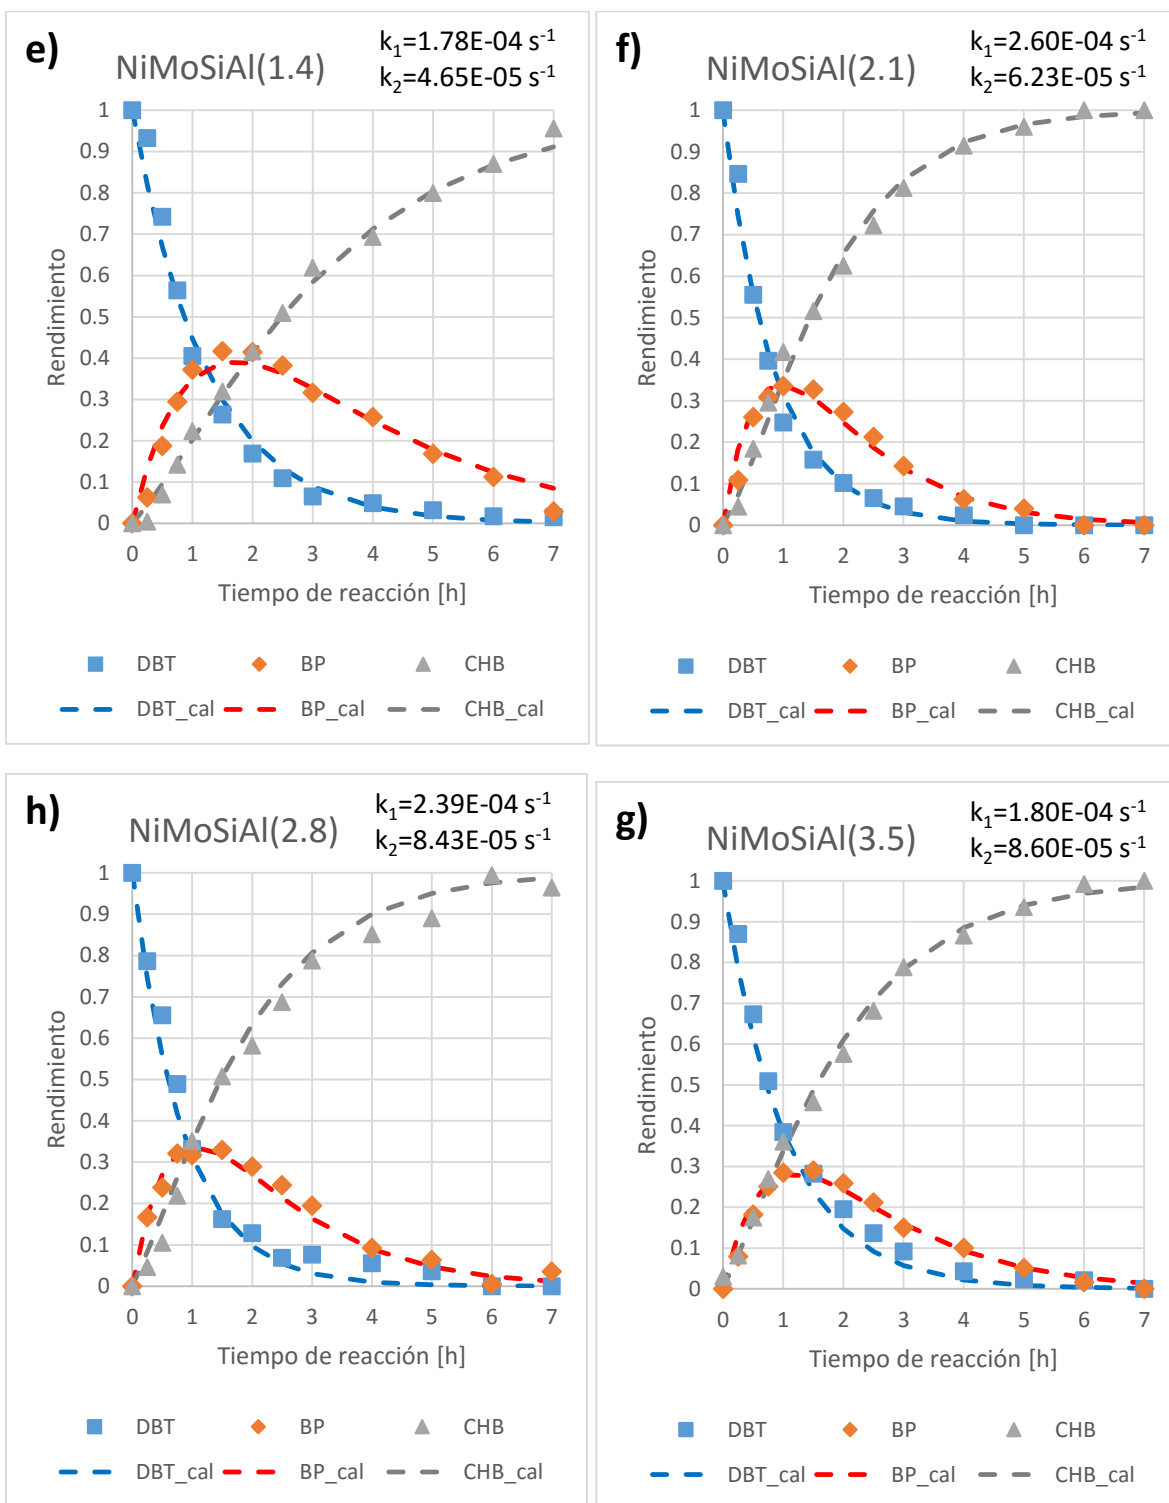 e)
NiMoSiAl(1.4)
k₁=1.78E-04 s⁻¹
k₂=4.65E-05 s⁻¹
1
0.9
0.8
0.7
0.6
0.5
0.4
0.3
0.2
0.1
0
Rendimiento
0 1 2 3 4 5 6 7
Tiempo de reacción [h]
DBT BP CHB
DBT_cal BP_cal CHB_cal
f)
NiMoSiAl(2.1)
k₁=2.60E-04 s⁻¹
k₂=6.23E-05 s⁻¹
1
0.9
0.8
0.7
0.6
0.5
0.4
0.3
0.2
0.1
0
Rendimiento
0 1 2 3 4 5 6 7
Tiempo de reacción [h]
DBT BP CHB
DBT_cal BP_cal CHB_cal
h)
NiMoSiAl(2.8)
k₁=2.39E-04 s⁻¹
k₂=8.43E-05 s⁻¹
1
0.9
0.8
0.7
0.6
0.5
0.4
0.3
0.2
0.1
0
Rendimiento
0 1 2 3 4 5 6 7
Tiempo de reacción [h]
DBT BP CHB
DBT_cal BP_cal CHB_cal
g)
NiMoSiAl(3.5)
k₁=1.80E-04 s⁻¹
k₂=8.60E-05 s⁻¹
1
0.9
0.8
0.7
0.6
0.5
0.4
0.3
0.2
0.1
0
Rendimiento
0 1 2 3 4 5 6 7
Tiempo de reacción [h]
DBT BP CHB
DBT_cal BP_cal CHB_cal